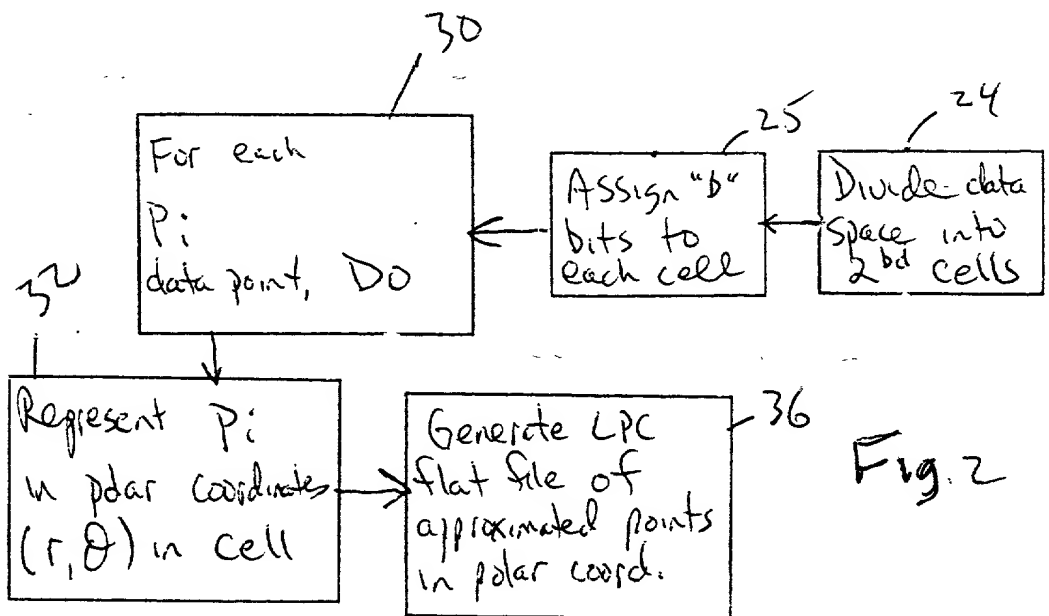 30
For each
Pi
data point, Do
25
Assign "b"
bits to
each cell
24
Divide data
space into
2^bd cells
32
Represent Pi
in polar coordinates
(r,θ) in cell
Generate LPC
flat file of
approximated points
in polar coord.
36
Fig. 2